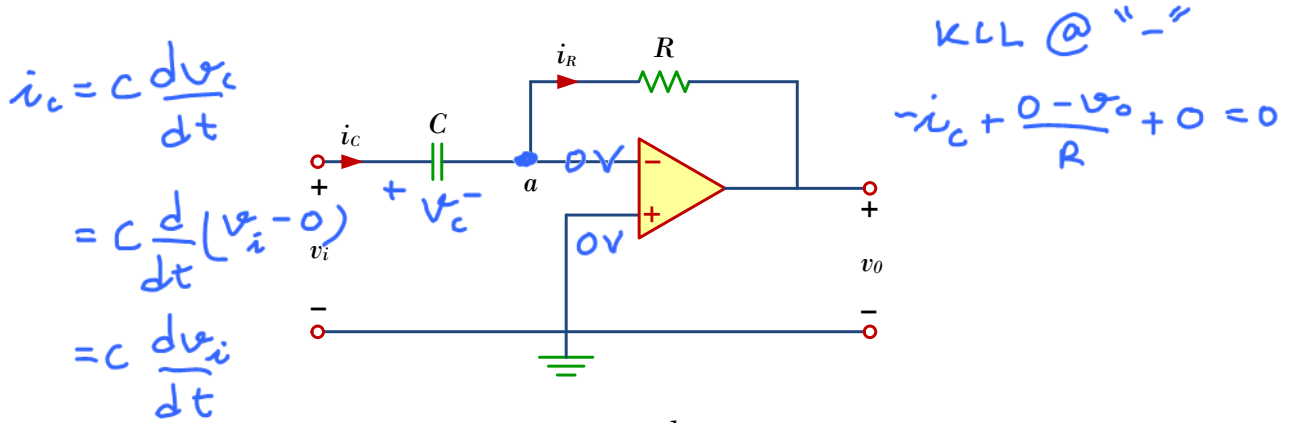 KCL @ "-"
i_c = C dv_c/dt
-i_c + (0 - v_o)/R + 0 = 0
i_R
R
i_C
C
a
0V
−
+
+ v_c -
= C d/dt (v_i - 0)
+
v_i
−
+
0V
+
v_0
−
= C dv_i/dt